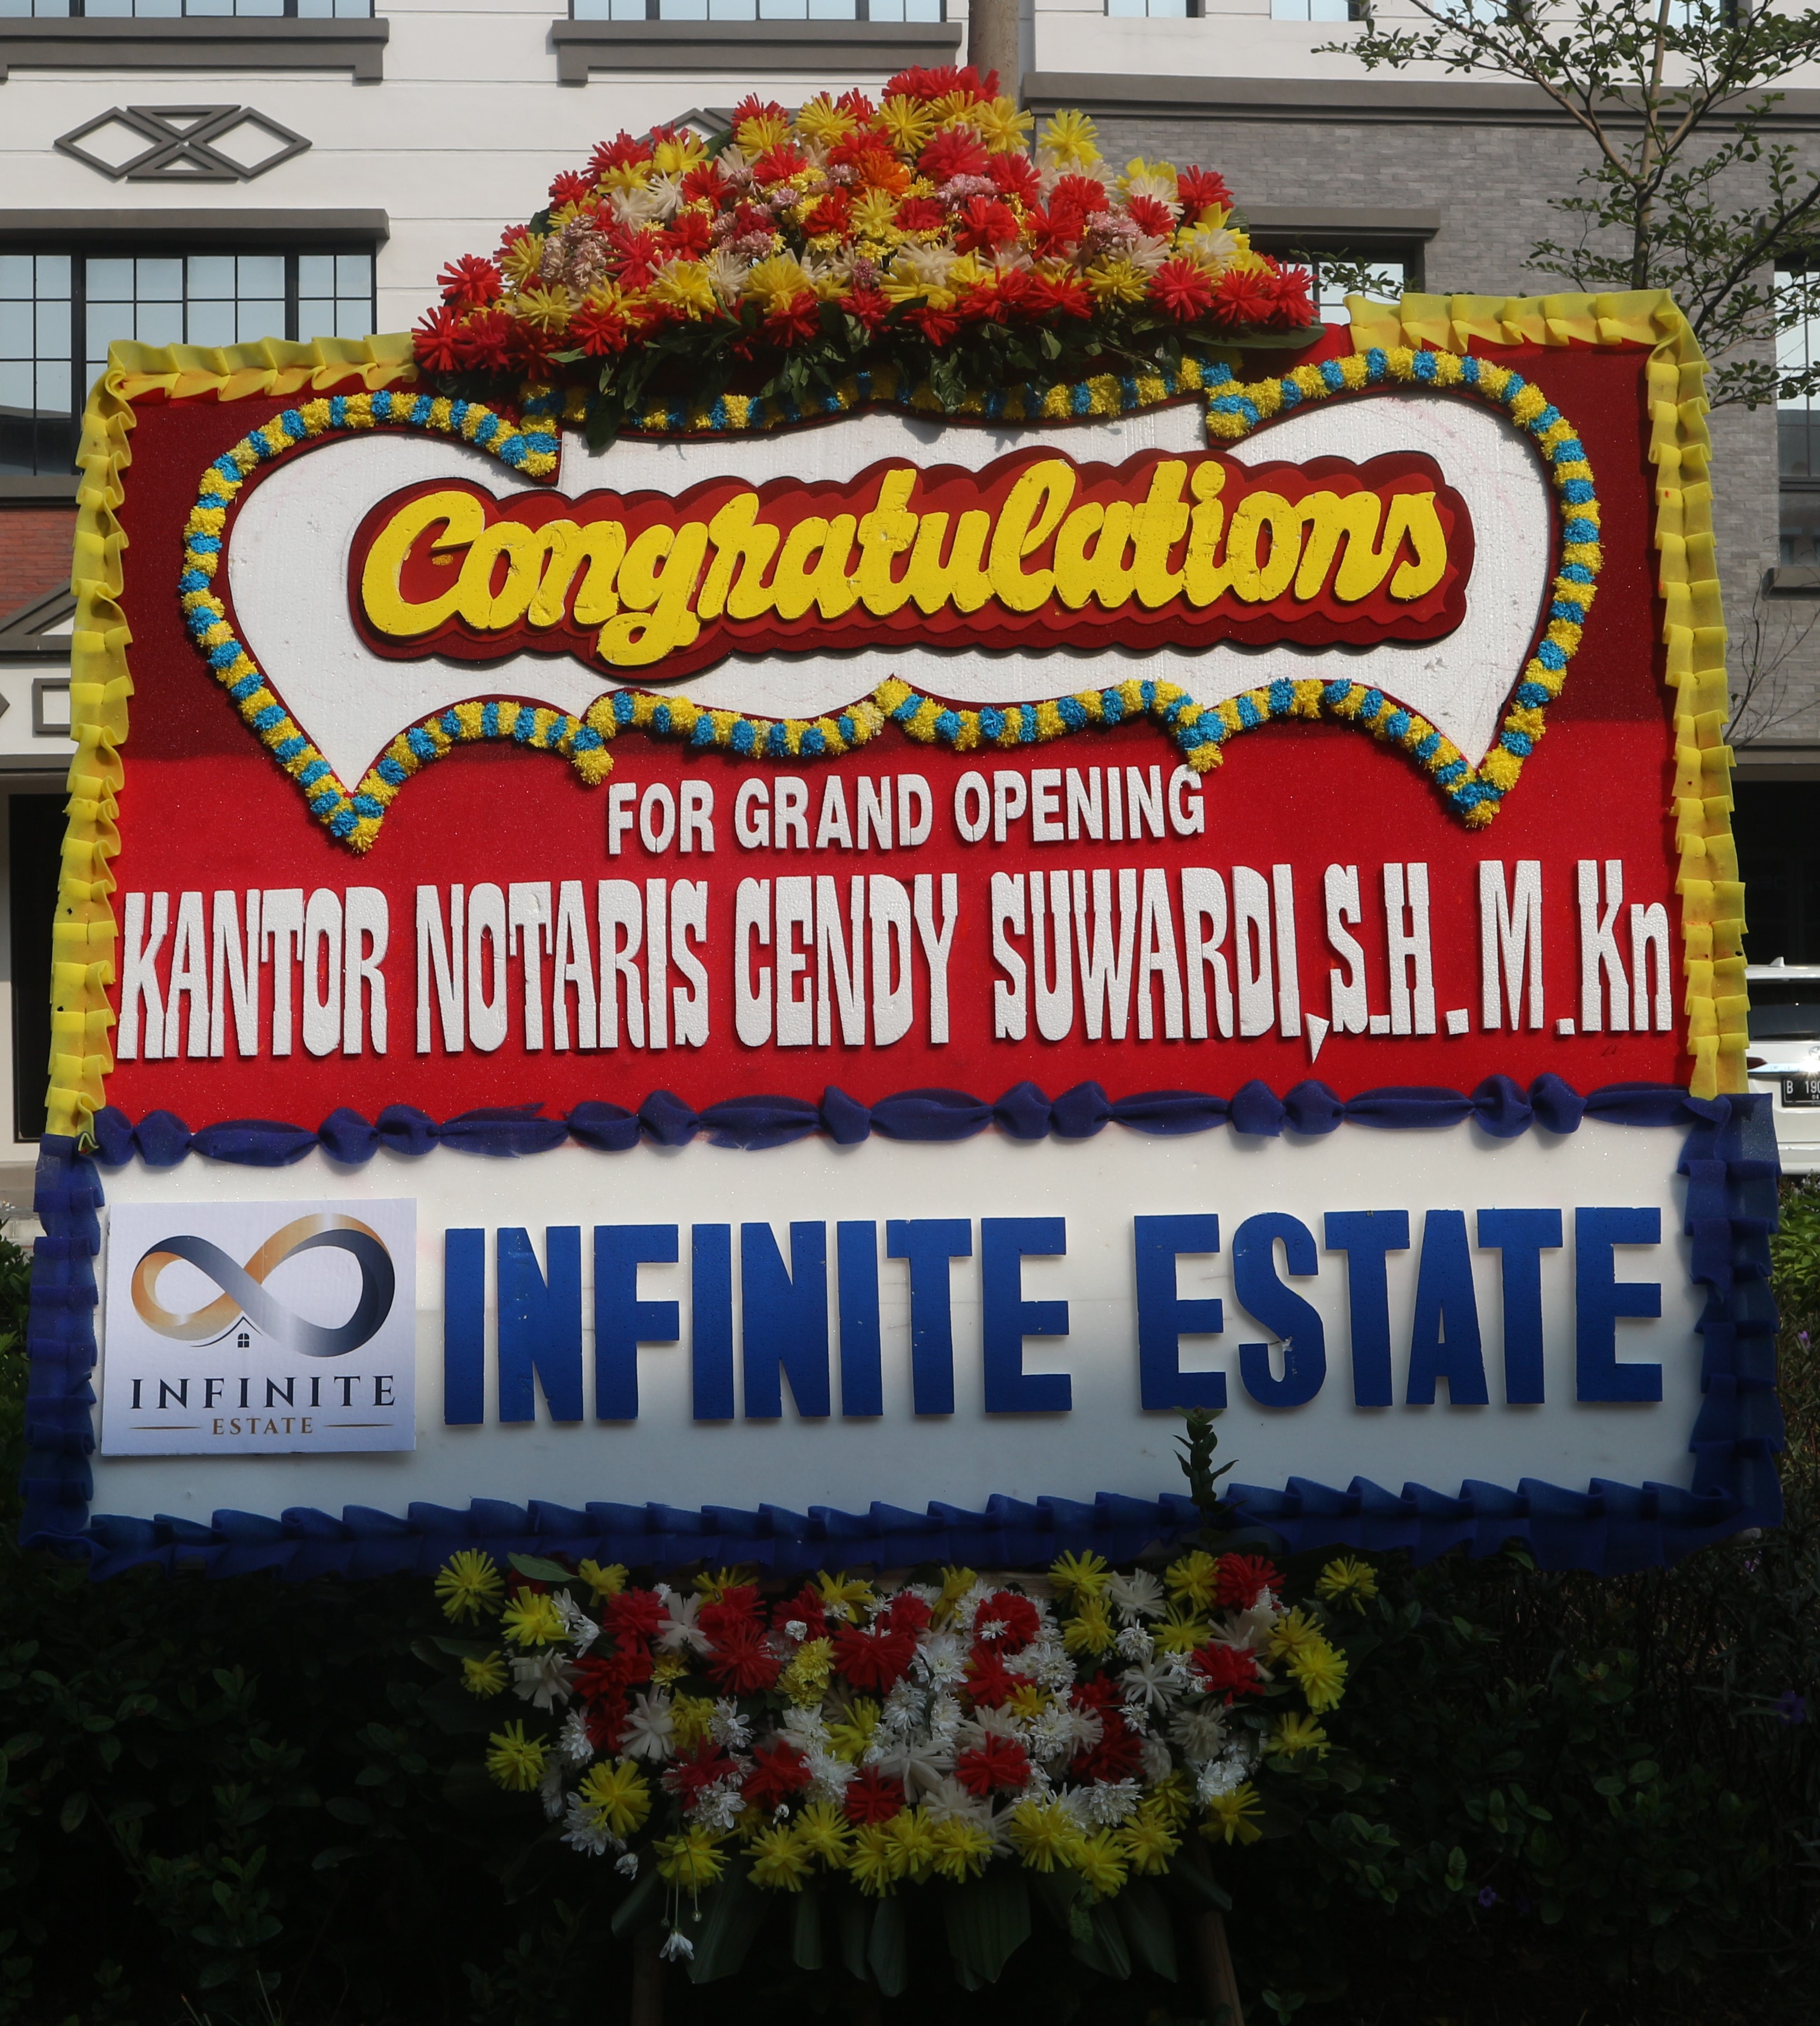 Congratulations
FOR GRAND OPENING
KANTOR NOTARIS CENDY SUWARDI,S.H. M.Kn
INFINITE ESTATE
INFINITE
ESTATE